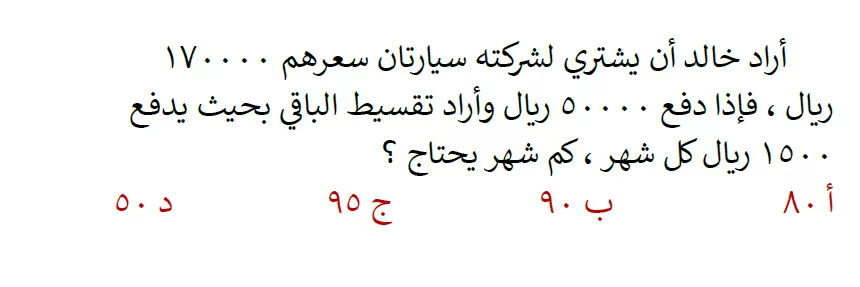 أراد خالد أن يشتري لشركته سيارتان سعرهم ١٧٠٠٠٠
ريال ، فإذا دفع ٥٠٠٠٠ ريال وأراد تقسيط الباقي بحيث يدفع
١٥٠٠ ريال كل شهر ، كم شهر يحتاج ؟
أ ٨٠ ب ٩٠ ج ٩٥ د ٥٠